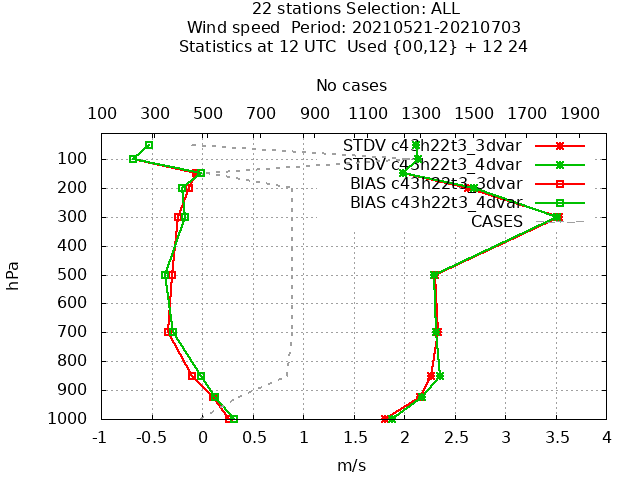 22 stations Selection: ALL
Wind speed  Period: 20210521-20210703
Statistics at 12 UTC  Used {00,12} + 12 24
No cases
100 300 500 700 900 1100 1300 1500 1700 1900
STDV c43h22t3_3dvar
100
STDV c43h22t3_4dvar
200
BIAS c43h22t3_3dvar
BIAS c43h22t3_4dvar
300
CASES
400
hPa
500
600
700
800
900
1000
-1 -0.5 0 0.5 1 1.5 2 2.5 3 3.5 4
m/s